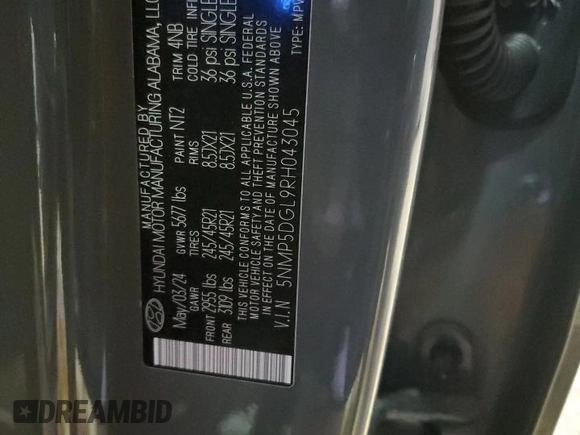 MANUFACTURED BY
HYUNDAI MOTOR MANUFACTURING ALABAMA, LLC
May/03/24 GVWR 5677 lbs PAINT NT2 TRIM 4NB
GAWR TIRES RIMS COLD TIRE
FRONT 2955 lbs 245/45R21 8.5JX21 36 psi SINGLE
REAR 3109 lbs 245/45R21 8.5JX21 36 psi SINGLE
THIS VEHICLE CONFORMS TO ALL APPLICABLE U.S.A. FEDERAL
MOTOR VEHICLE SAFETY AND THEFT PREVENTION STANDARDS
IN EFFECT ON THE DATE OF MANUFACTURE SHOWN ABOVE
V.I.N 5NMP5DGL9RH043045 TYPE: MPV
DREAMBID